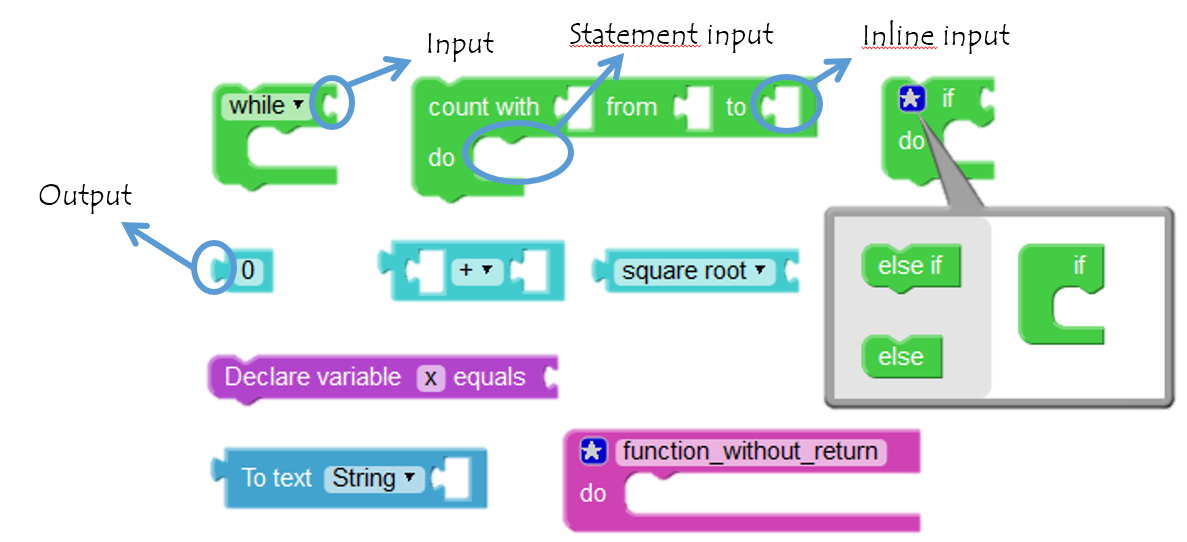 Input
Statement input
Inline input
while
count with from to
do
if
do
Output
0
+
square root
else if
if
else
Declare variable x equals
To text String
function_without_return
do